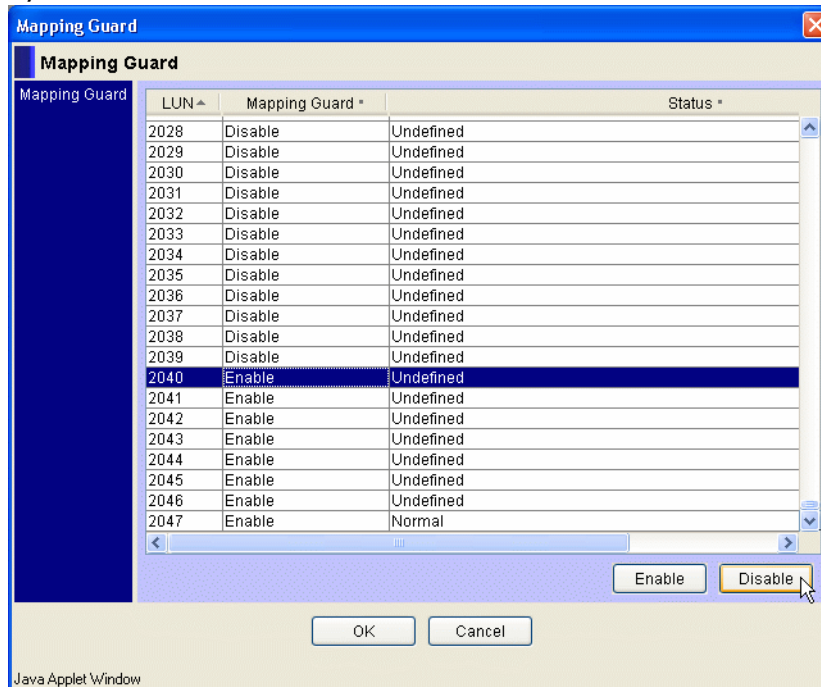 Mapping Guard
Mapping Guard
Mapping Guard
LUN Mapping Guard Status
2028 Disable Undefined
2029 Disable Undefined
2030 Disable Undefined
2031 Disable Undefined
2032 Disable Undefined
2033 Disable Undefined
2034 Disable Undefined
2035 Disable Undefined
2036 Disable Undefined
2037 Disable Undefined
2038 Disable Undefined
2039 Disable Undefined
2040 Enable Undefined
2041 Enable Undefined
2042 Enable Undefined
2043 Enable Undefined
2044 Enable Undefined
2045 Enable Undefined
2046 Enable Undefined
2047 Enable Normal
Enable Disable
OK Cancel
Java Applet Window